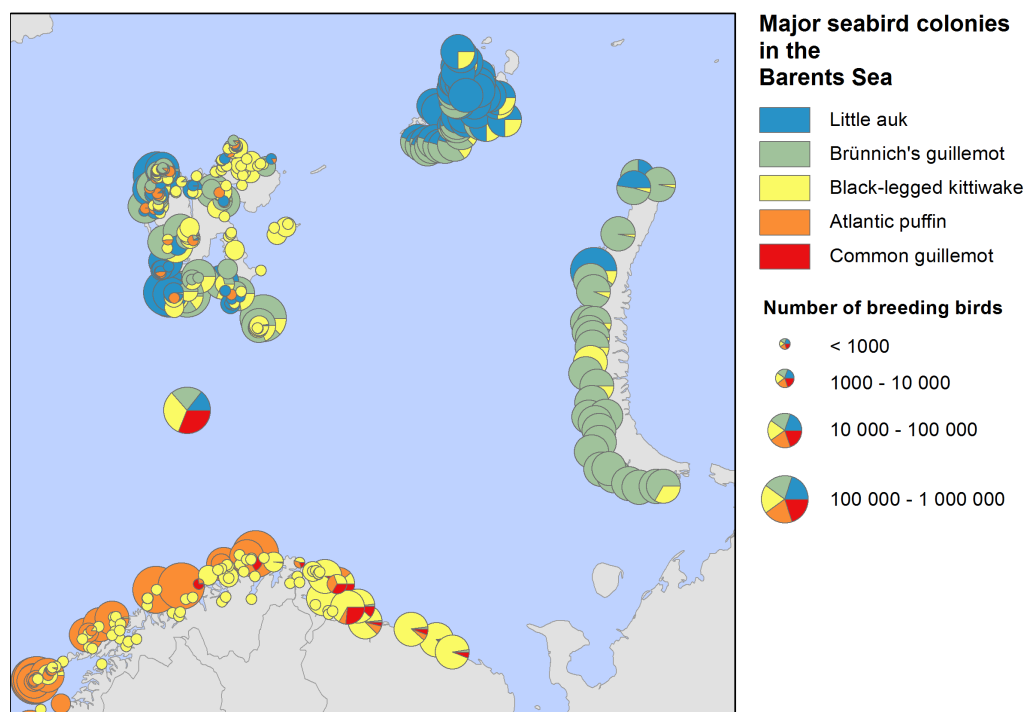 Major seabird colonies
in the
Barents Sea
Little auk
Brünnich's guillemot
Black-legged kittiwake
Atlantic puffin
Common guillemot
Number of breeding birds
< 1000
1000 - 10 000
10 000 - 100 000
100 000 - 1 000 000